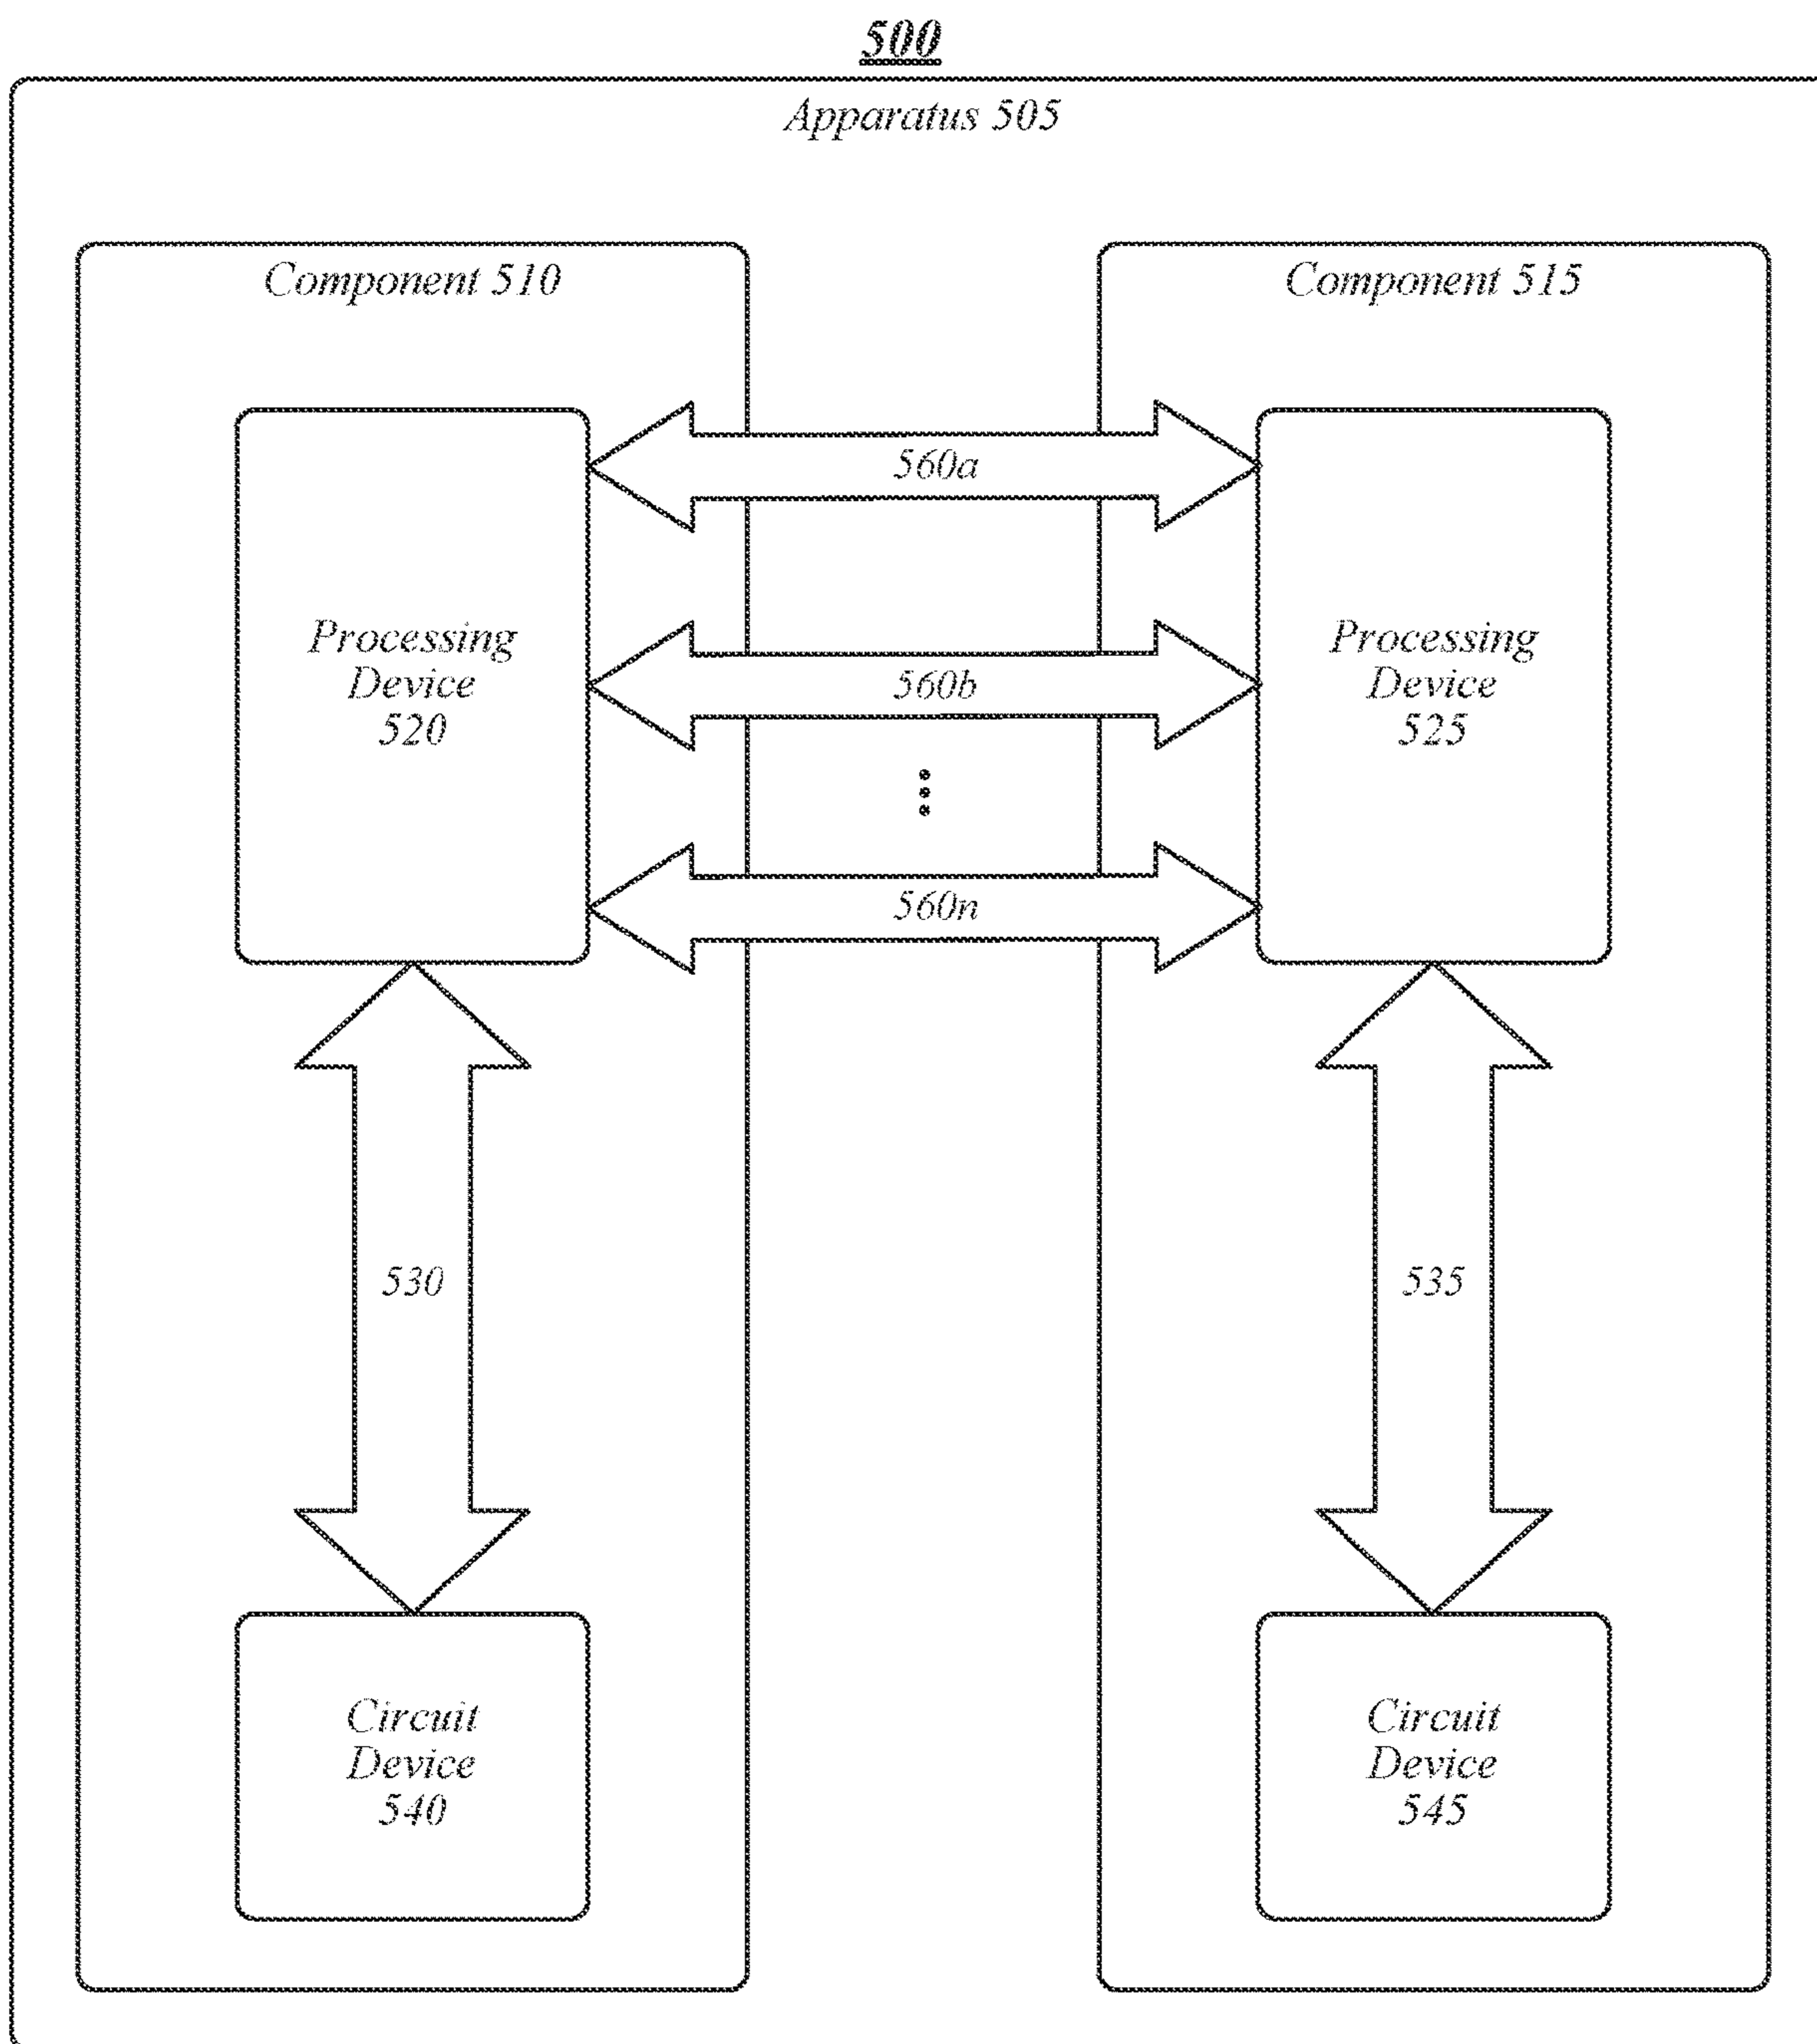 500
Apparatus 505
Component 510
Component 515
560a
Processing
Device
520
560b
Processing
Device
525
560n
530
535
Circuit
Device
540
Circuit
Device
545